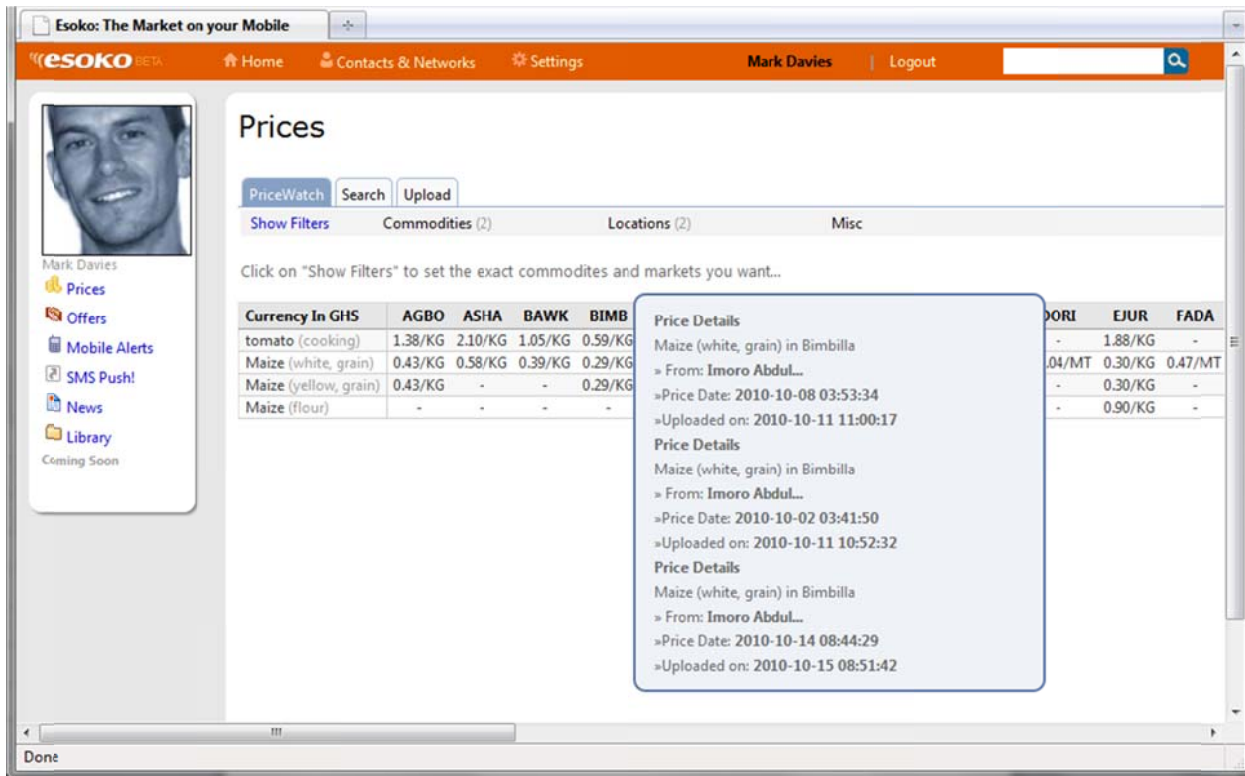 Esoko: The Market on your Mobile
esoko BETA Home Contacts & Networks Settings Mark Davies | Logout
Prices
PriceWatch Search Upload
Show Filters Commodities (2) Locations (2) Misc
Mark Davies
Prices
Offers
Mobile Alerts
SMS Push!
News
Library
Coming Soon
Click on "Show Filters" to set the exact commodites and markets you want...
Currency In GHS AGBO ASHA BAWK BIMB DORI EJUR FADA
tomato (cooking) 1.38/KG 2.10/KG 1.05/KG 0.59/KG - 1.88/KG -
Maize (white, grain) 0.43/KG 0.58/KG 0.39/KG 0.29/KG .04/MT 0.30/KG 0.47/MT
Maize (yellow, grain) 0.43/KG - - 0.29/KG - 0.30/KG -
Maize (flour) - - - - - 0.90/KG -
Price Details
Maize (white, grain) in Bimbilla
» From: Imoro Abdul...
»Price Date: 2010-10-08 03:53:34
»Uploaded on: 2010-10-11 11:00:17
Price Details
Maize (white, grain) in Bimbilla
» From: Imoro Abdul...
»Price Date: 2010-10-02 03:41:50
»Uploaded on: 2010-10-11 10:52:32
Price Details
Maize (white, grain) in Bimbilla
» From: Imoro Abdul...
»Price Date: 2010-10-14 08:44:29
»Uploaded on: 2010-10-15 08:51:42
Done